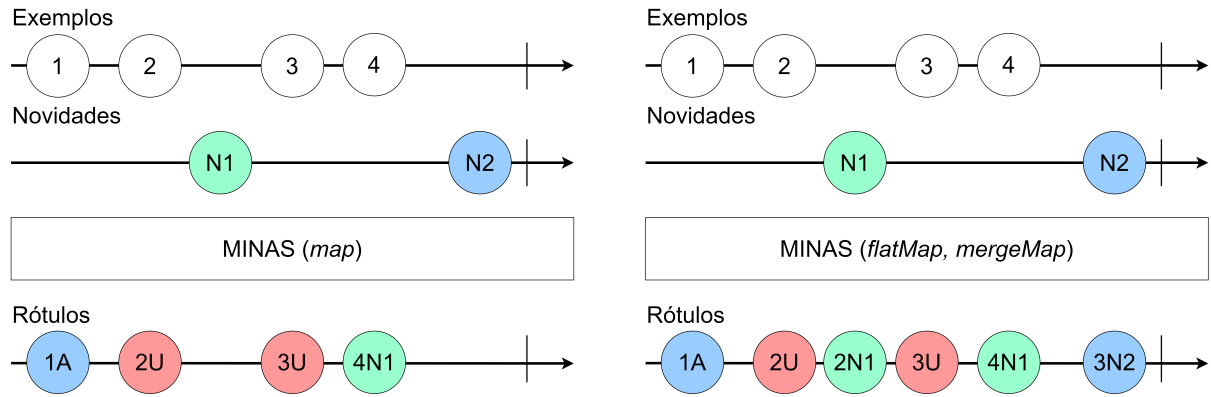 Exemplos
1 2 3 4
Novidades
N1 N2
MINAS (map)
Rótulos
1A 2U 3U 4N1
Exemplos
1 2 3 4
Novidades
N1 N2
MINAS (flatMap, mergeMap)
Rótulos
1A 2U 2N1 3U 4N1 3N2